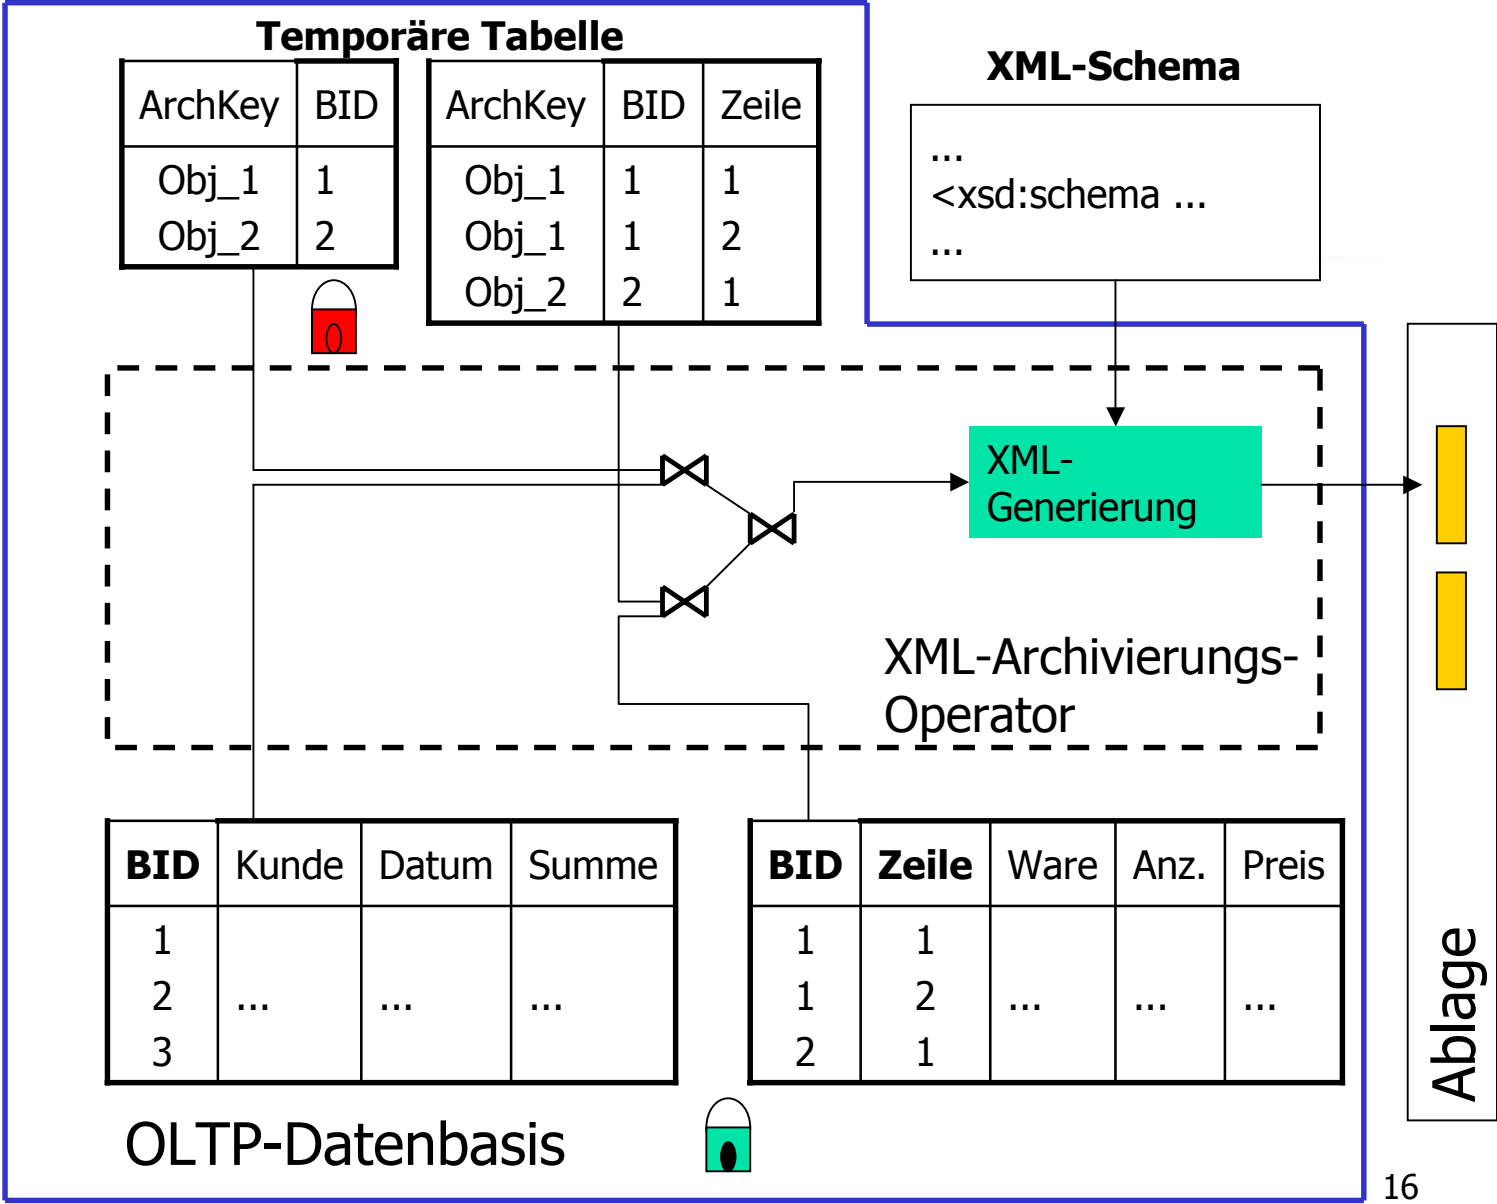 Temporäre Tabelle
ArchKey BID
Obj_1 1
Obj_2 2
ArchKey BID Zeile
Obj_1 1 1
Obj_1 1 2
Obj_2 2 1
XML-Schema
...
<xsd:schema ...
...
XML-
Generierung
XML-Archivierungs-
Operator
BID Kunde Datum Summe
1
2 ... ... ...
3
BID Zeile Ware Anz. Preis
1 1
1 2 ... ... ...
2 1
Ablage
OLTP-Datenbasis
16